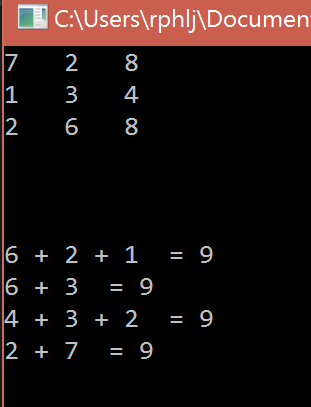 C:\Users\rphlj\Documen
7 2 8
1 3 4
2 6 8
6 + 2 + 1 = 9
6 + 3 = 9
4 + 3 + 2 = 9
2 + 7 = 9